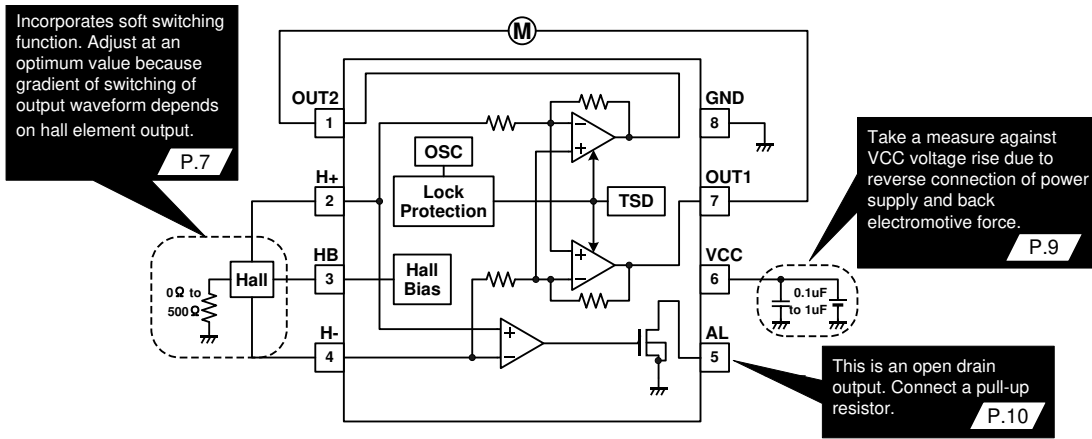 Incorporates soft switching
function. Adjust at an
optimum value because
gradient of switching of
output waveform depends
on hall element output.
P.7
M
OUT2
1
GND
8
Take a measure against
VCC voltage rise due to
reverse connection of power
supply and back
electromotive force.
P.9
OSC
H+
2
Lock
Protection
TSD
OUT1
7
HB
3
Hall
Hall
Bias
VCC
6
0Ω to
500Ω
0.1uF
to 1uF
H-
4
AL
5
This is an open drain
output. Connect a pull-up
resistor.
P.10